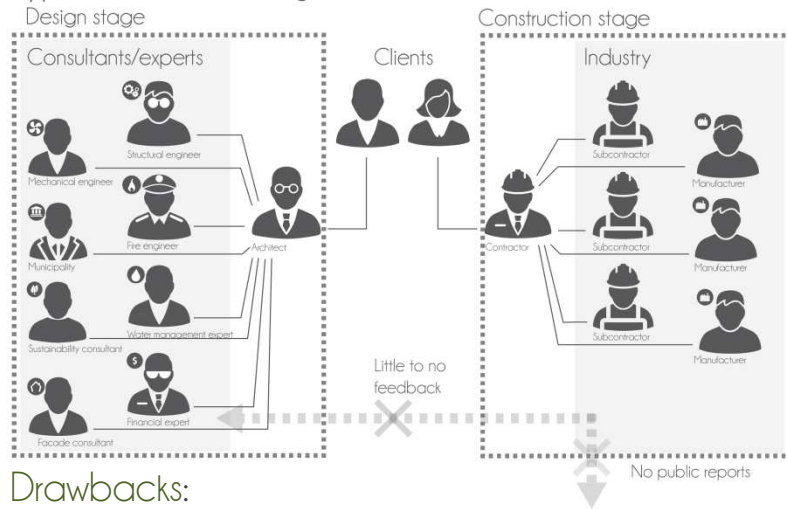 Design stage
Construction stage
Consultants/experts
Clients
Industry
Structural engineer
Mechanical engineer
Fire engineer
Municipality
Architect
Water management expert
Sustainability consultant
Financial expert
Facade consultant
Subcontractor
Manufacturer
Contractor
Subcontractor
Manufacturer
Subcontractor
Manufacturer
Little to no
feedback
No public reports
Drawbacks: